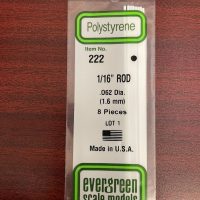 Polystyrene
Item No.
222
1/16" ROD
.062 Dia.
(1.6 mm)
8 Pieces
LOT 1
Made in U.S.A.
evergreen
scale models